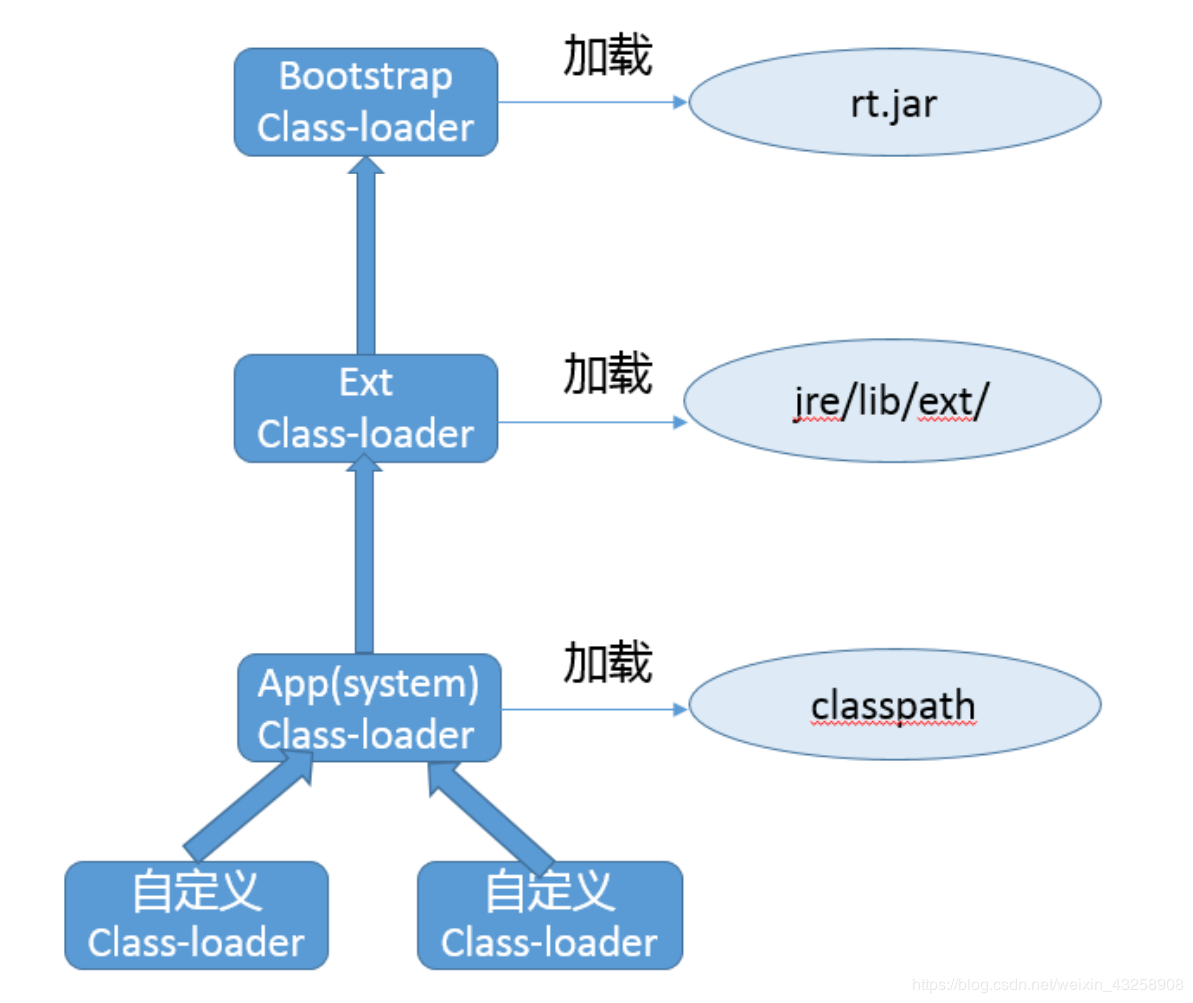 Bootstrap
Class-loader
加载
rt.jar
Ext
Class-loader
加载
jre/lib/ext/
App(system)
Class-loader
加载
classpath
自定义
Class-loader
自定义
Class-loader
https://blog.csdn.net/weixin_43258908